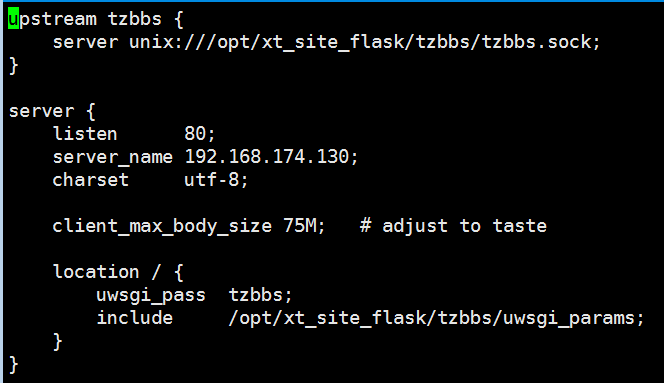 upstream tzbbs {
    server unix:///opt/xt_site_flask/tzbbs/tzbbs.sock;
}

server {
    listen      80;
    server_name 192.168.174.130;
    charset     utf-8;

    client_max_body_size 75M;   # adjust to taste

    location / {
        uwsgi_pass  tzbbs;
        include     /opt/xt_site_flask/tzbbs/uwsgi_params;
    }
}